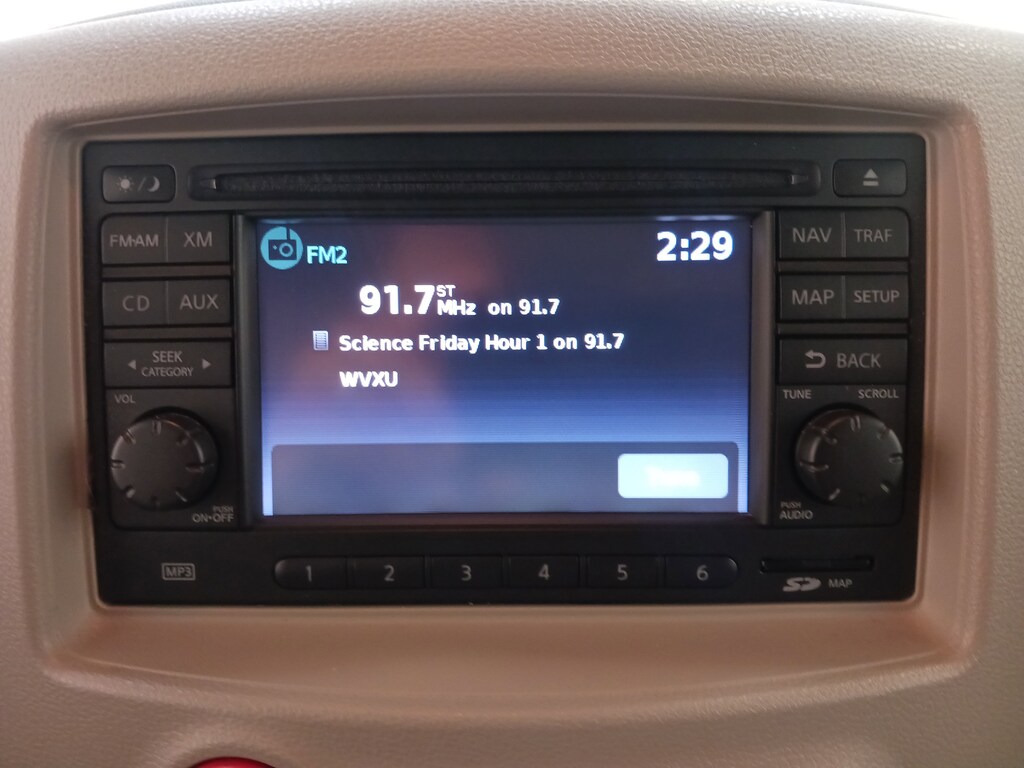 FM·AM XM
CD AUX
SEEK
CATEGORY
VOL
PUSH
ON·OFF
FM2
2:29
91.7 ST MHz on 91.7
Science Friday Hour 1 on 91.7
WVXU
NAV TRAF
MAP SETUP
BACK
TUNE SCROLL
PUSH
AUDIO
MP3
1 2 3 4 5 6
SD MAP